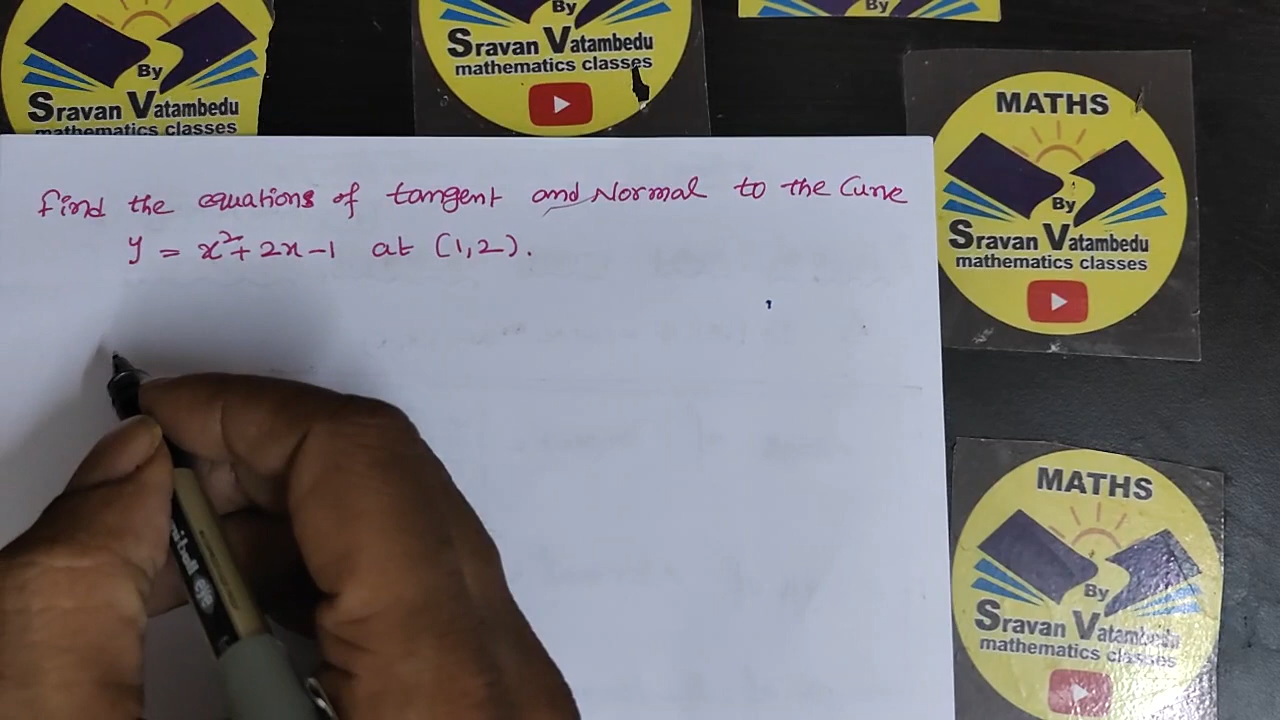 By
Sravan Vatambedu
mathematics classes
By
Sravan Vatambedu
mathematics classes
By
MATHS
By
Sravan Vatambedu
mathematics classes
find the equations of tangent and Normal to the Curve
y = x²+ 2x-1 at (1,2).
MATHS
By
Sravan Vatambedu
mathematics classes